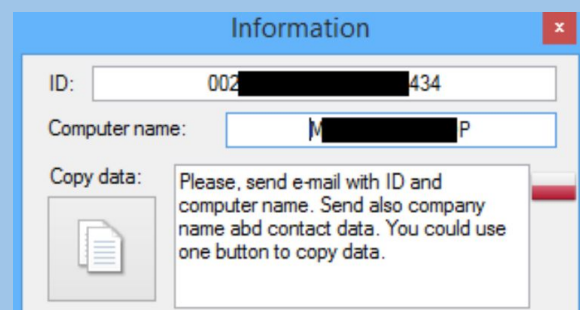 Information
x
ID: 002 434
Computer name: M P
Copy data:
Please, send e-mail with ID and
computer name. Send also company
name abd contact data. You could use
one button to copy data.